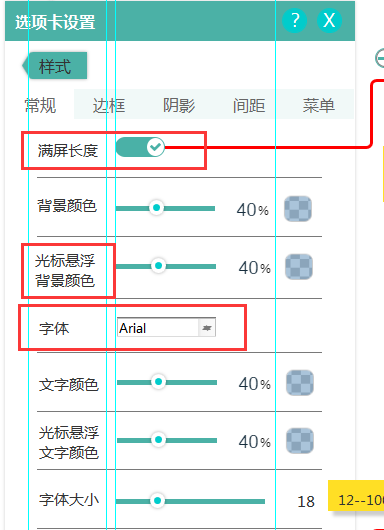 选项卡设置 ? X
样式
常规 边框 阴影 间距 菜单
满屏长度
背景颜色 40%
光标悬浮
背景颜色 40%
字体 Arial
文字颜色 40%
光标悬浮
文字颜色 40%
字体大小 18 12--100